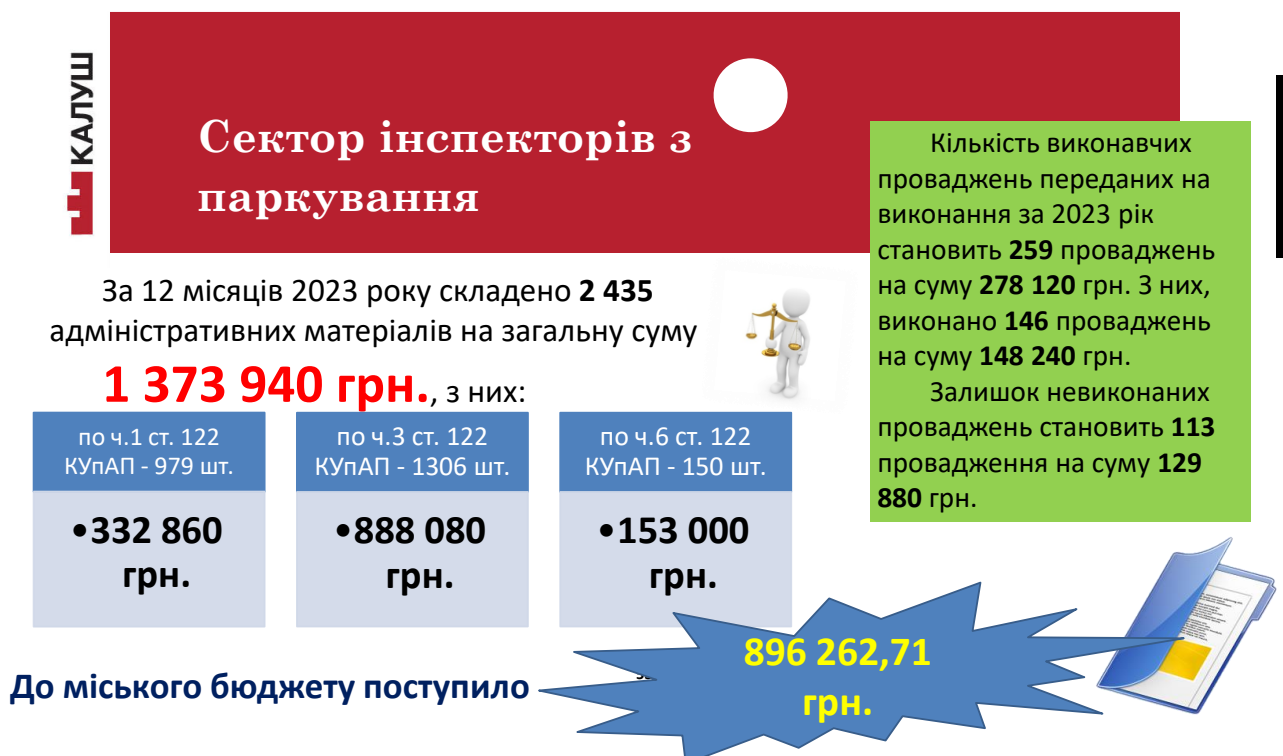 КАЛУШ
Сектор інспекторів з
паркування
Кількість виконавчих
проваджень переданих на
виконання за 2023 рік
становить 259 проваджень
на суму 278 120 грн. З них,
виконано 146 проваджень
на суму 148 240 грн.
Залишок невиконаних
проваджень становить 113
провадження на суму 129
880 грн.
За 12 місяців 2023 року складено 2 435
адміністративних матеріалів на загальну суму
1 373 940 грн., з них:
по ч.1 ст. 122
КУпАП - 979 шт.
•332 860
грн.
по ч.3 ст. 122
КУпАП - 1306 шт.
•888 080
грн.
по ч.6 ст. 122
КУпАП - 150 шт.
•153 000
грн.
До міського бюджету поступило
896 262,71
грн.